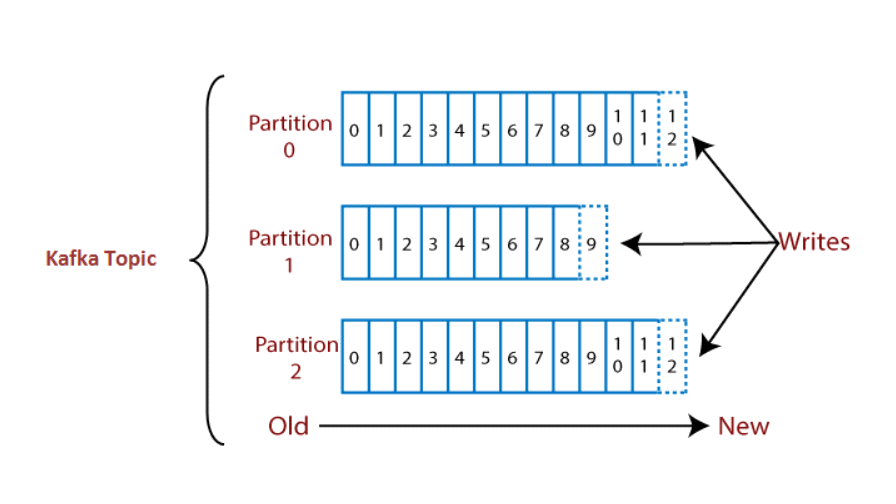 Kafka Topic
Partition
0
0 1 2 3 4 5 6 7 8 9 10 11 12
Partition
1
0 1 2 3 4 5 6 7 8 9
Writes
Partition
2
0 1 2 3 4 5 6 7 8 9 10 11 12
Old
New